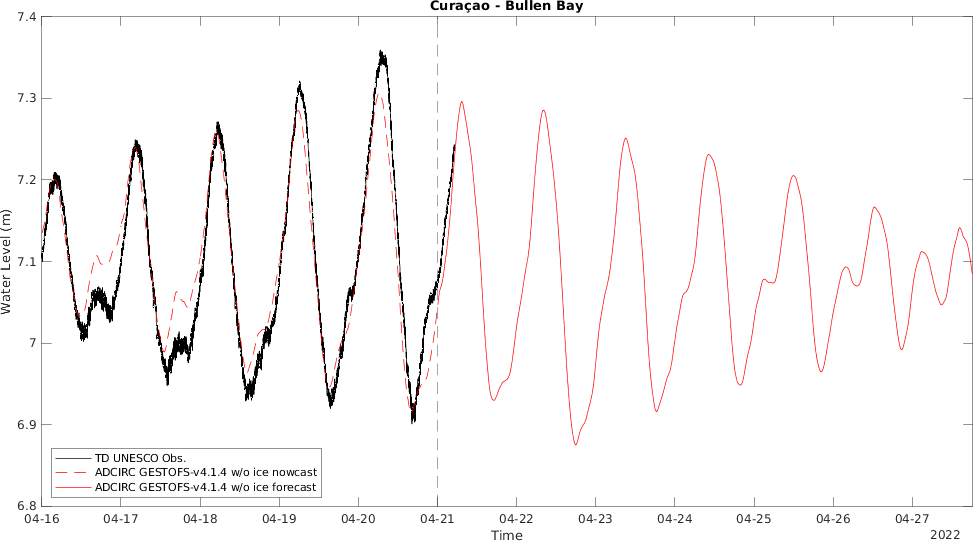 Curaçao - Bullen Bay
7.4
7.3
7.2
7.1
7
6.9
6.8
Water Level (m)
TD UNESCO Obs.
ADCIRC GESTOFS-v4.1.4 w/o ice nowcast
ADCIRC GESTOFS-v4.1.4 w/o ice forecast
04-16 04-17 04-18 04-19 04-20 04-21 04-22 04-23 04-24 04-25 04-26 04-27
Time
2022